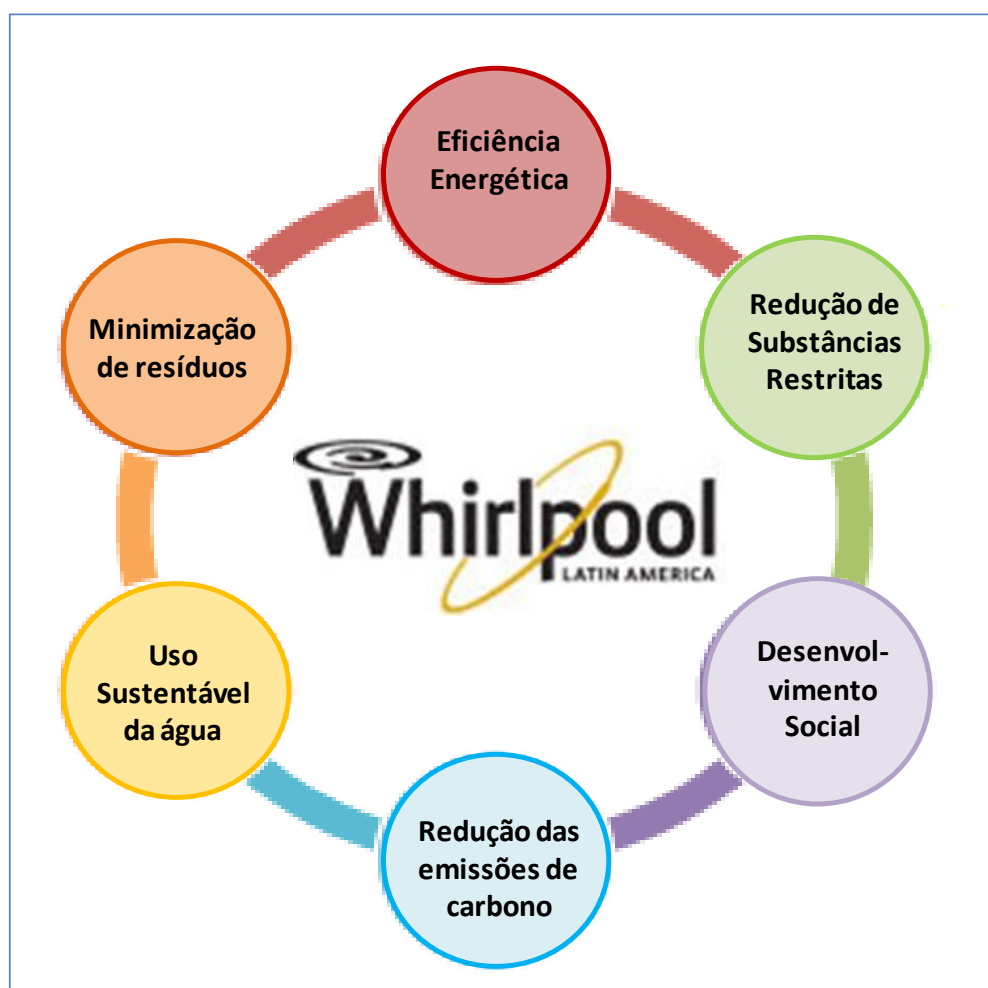 Eficiência
Energética
Redução de
Substâncias
Restritas
Minimização
de resíduos
Whirlpool
LATIN AMERICA
Uso
Sustentável
da água
Desenvol-
vimento
Social
Redução das
emissões de
carbono